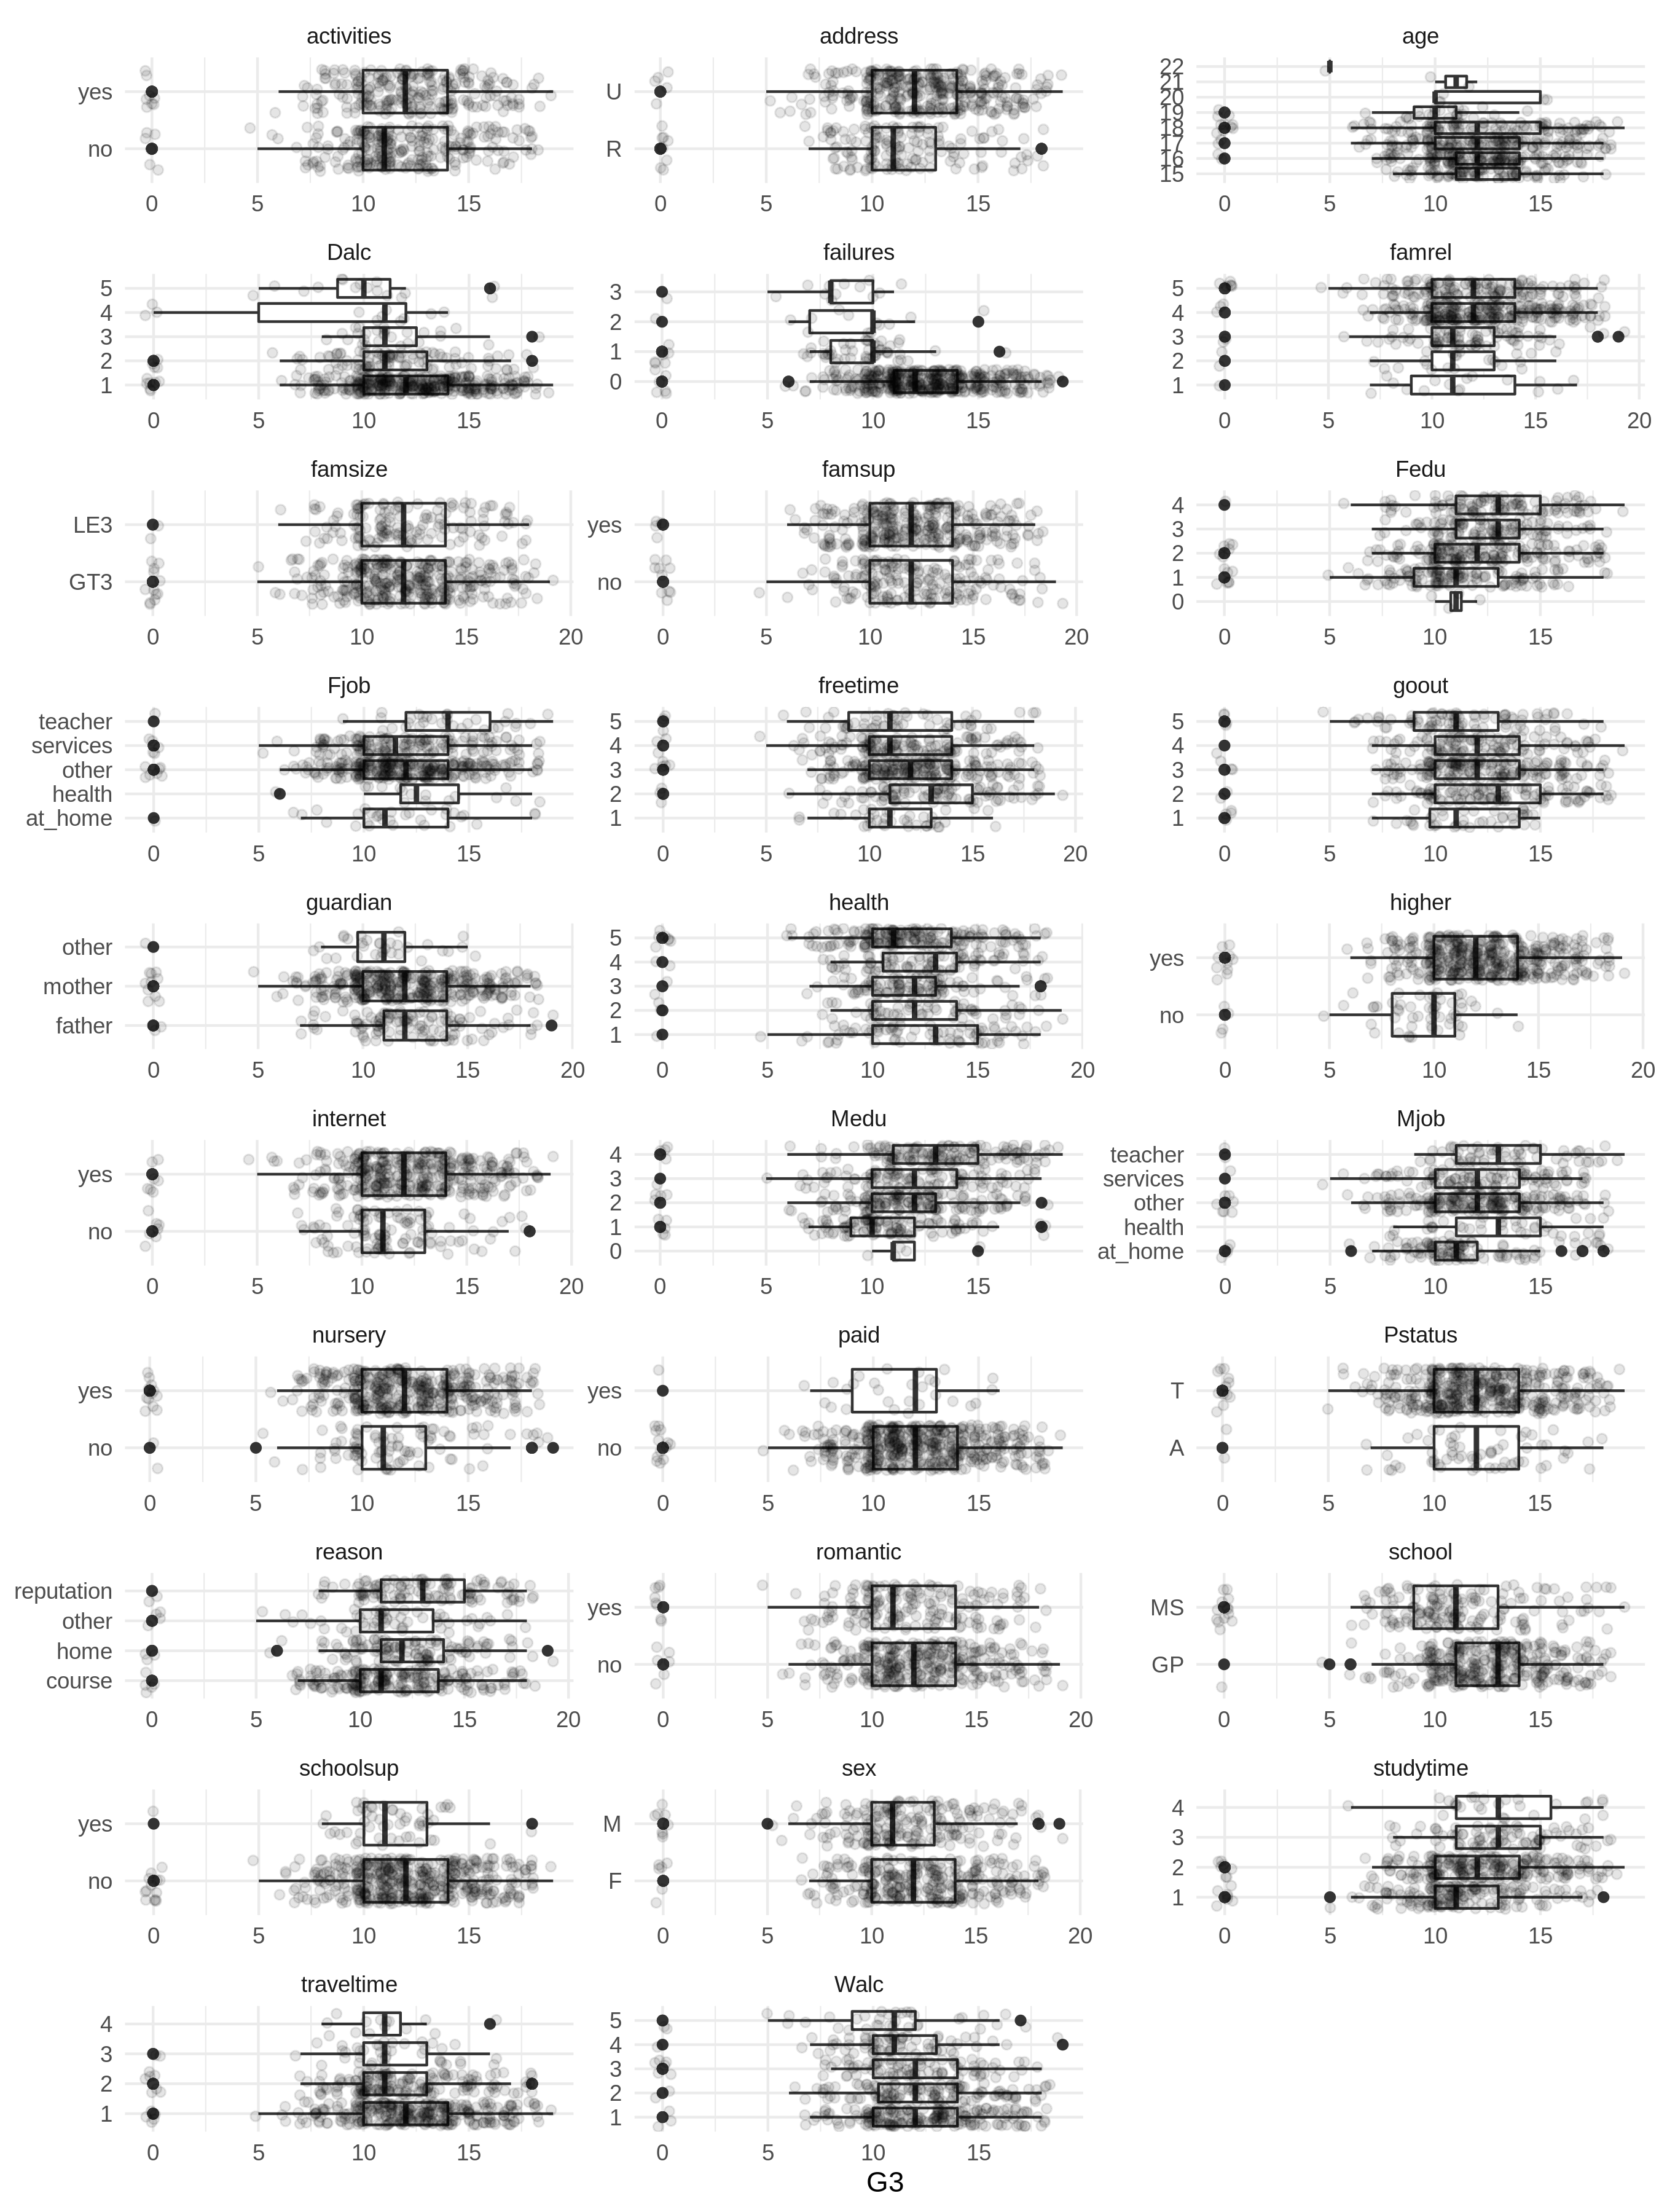 activities address age
yes
no
0 5 10 15
U
R
0 5 10 15
22
21
20
19
18
17
16
15
0 5 10 15
Dalc failures famrel
5
4
3
2
1
0 5 10 15
3
2
1
0
0 5 10 15
5
4
3
2
1
0 5 10 15 20
famsize famsup Fedu
LE3
GT3
0 5 10 15 20
yes
no
0 5 10 15 20
4
3
2
1
0
0 5 10 15
Fjob freetime goout
teacher
services
other
health
at_home
0 5 10 15
5
4
3
2
1
0 5 10 15 20
5
4
3
2
1
0 5 10 15
guardian health higher
other
mother
father
0 5 10 15 20
5
4
3
2
1
0 5 10 15 20
yes
no
0 5 10 15 20
internet Medu Mjob
yes
no
0 5 10 15 20
4
3
2
1
0
0 5 10 15
teacher
services
other
health
at_home
0 5 10 15
nursery paid Pstatus
yes
no
0 5 10 15
yes
no
0 5 10 15
T
A
0 5 10 15
reason romantic school
reputation
other
home
course
0 5 10 15 20
yes
no
0 5 10 15 20
MS
GP
0 5 10 15
schoolsup sex studytime
yes
no
0 5 10 15
M
F
0 5 10 15 20
4
3
2
1
0 5 10 15
traveltime Walc
4
3
2
1
0 5 10 15
5
4
3
2
1
0 5 10 15
G3